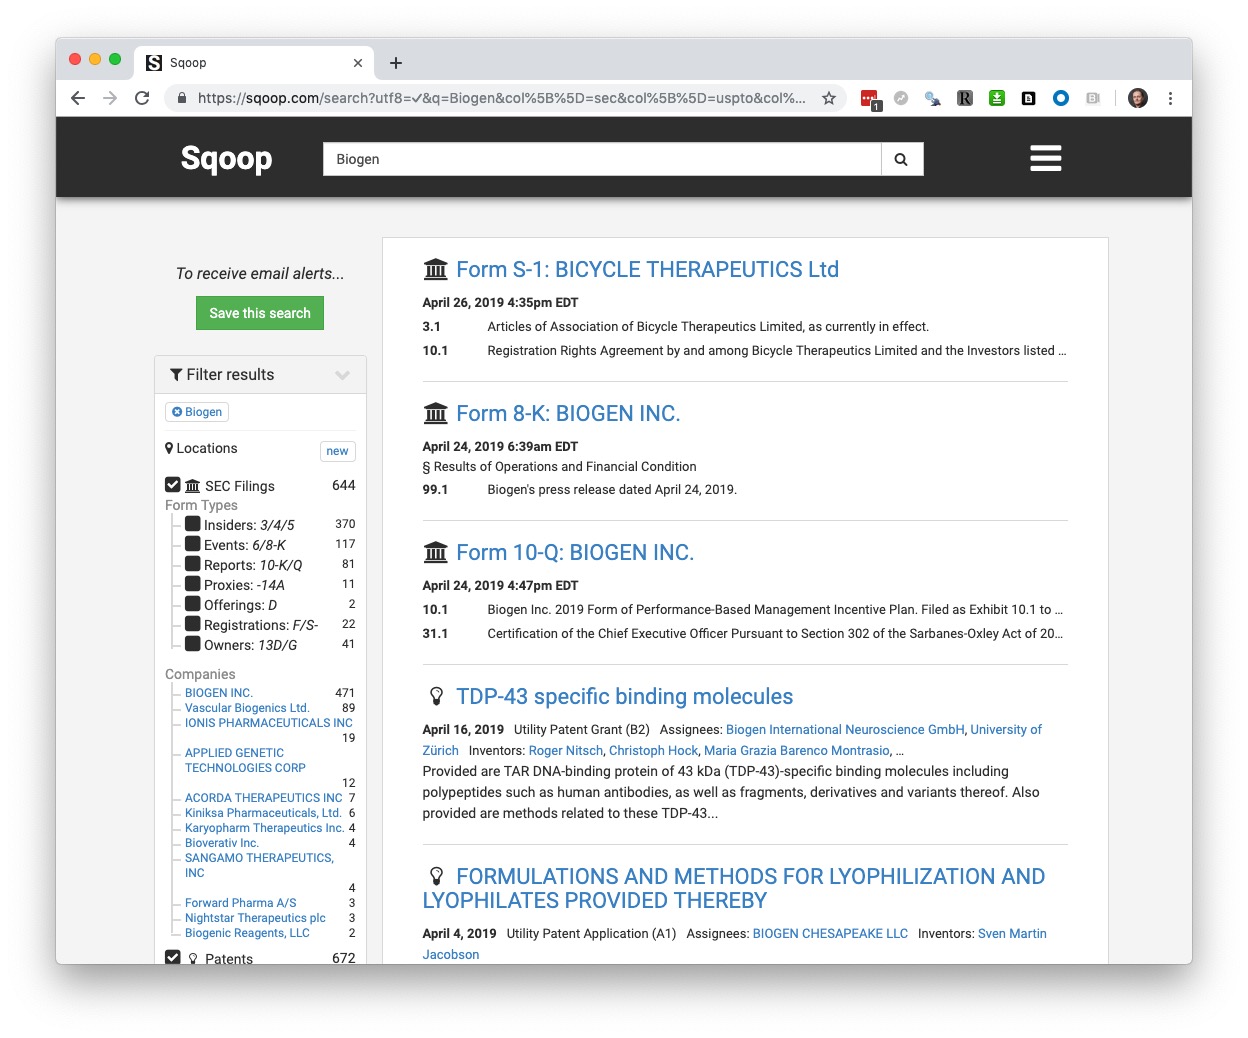 Sqoop
https://sqoop.com/search?utf8=✓&q=Biogen&col%5B%5D=sec&col%5B%5D=uspto&col%...
1
Sqoop
Biogen
To receive email alerts...
Save this search
Filter results
Biogen
Locations
new
SEC Filings 644
Form Types
Insiders: 3/4/5 370
Events: 6/8-K 117
Reports: 10-K/Q 81
Proxies: -14A 11
Offerings: D 2
Registrations: F/S- 22
Owners: 13D/G 41
Companies
BIOGEN INC. 471
Vascular Biogenics Ltd. 89
IONIS PHARMACEUTICALS INC
19
APPLIED GENETIC
TECHNOLOGIES CORP
12
ACORDA THERAPEUTICS INC 7
Kiniksa Pharmaceuticals, Ltd. 6
Karyopharm Therapeutics Inc. 4
Bioverativ Inc. 4
SANGAMO THERAPEUTICS,
INC
4
Forward Pharma A/S 3
Nightstar Therapeutics plc 3
Biogenic Reagents, LLC 2
Patents 672
Form S-1: BICYCLE THERAPEUTICS Ltd
April 26, 2019 4:35pm EDT
3.1 Articles of Association of Bicycle Therapeutics Limited, as currently in effect.
10.1 Registration Rights Agreement by and among Bicycle Therapeutics Limited and the Investors listed ...
Form 8-K: BIOGEN INC.
April 24, 2019 6:39am EDT
§ Results of Operations and Financial Condition
99.1 Biogen's press release dated April 24, 2019.
Form 10-Q: BIOGEN INC.
April 24, 2019 4:47pm EDT
10.1 Biogen Inc. 2019 Form of Performance-Based Management Incentive Plan. Filed as Exhibit 10.1 to ...
31.1 Certification of the Chief Executive Officer Pursuant to Section 302 of the Sarbanes-Oxley Act of 20...
TDP-43 specific binding molecules
April 16, 2019 Utility Patent Grant (B2) Assignees: Biogen International Neuroscience GmbH, University of
Zürich Inventors: Roger Nitsch, Christoph Hock, Maria Grazia Barenco Montrasio, ...
Provided are TAR DNA-binding protein of 43 kDa (TDP-43)-specific binding molecules including
polypeptides such as human antibodies, as well as fragments, derivatives and variants thereof. Also
provided are methods related to these TDP-43...
FORMULATIONS AND METHODS FOR LYOPHILIZATION AND
LYOPHILATES PROVIDED THEREBY
April 4, 2019 Utility Patent Application (A1) Assignees: BIOGEN CHESAPEAKE LLC Inventors: Sven Martin
Jacobson